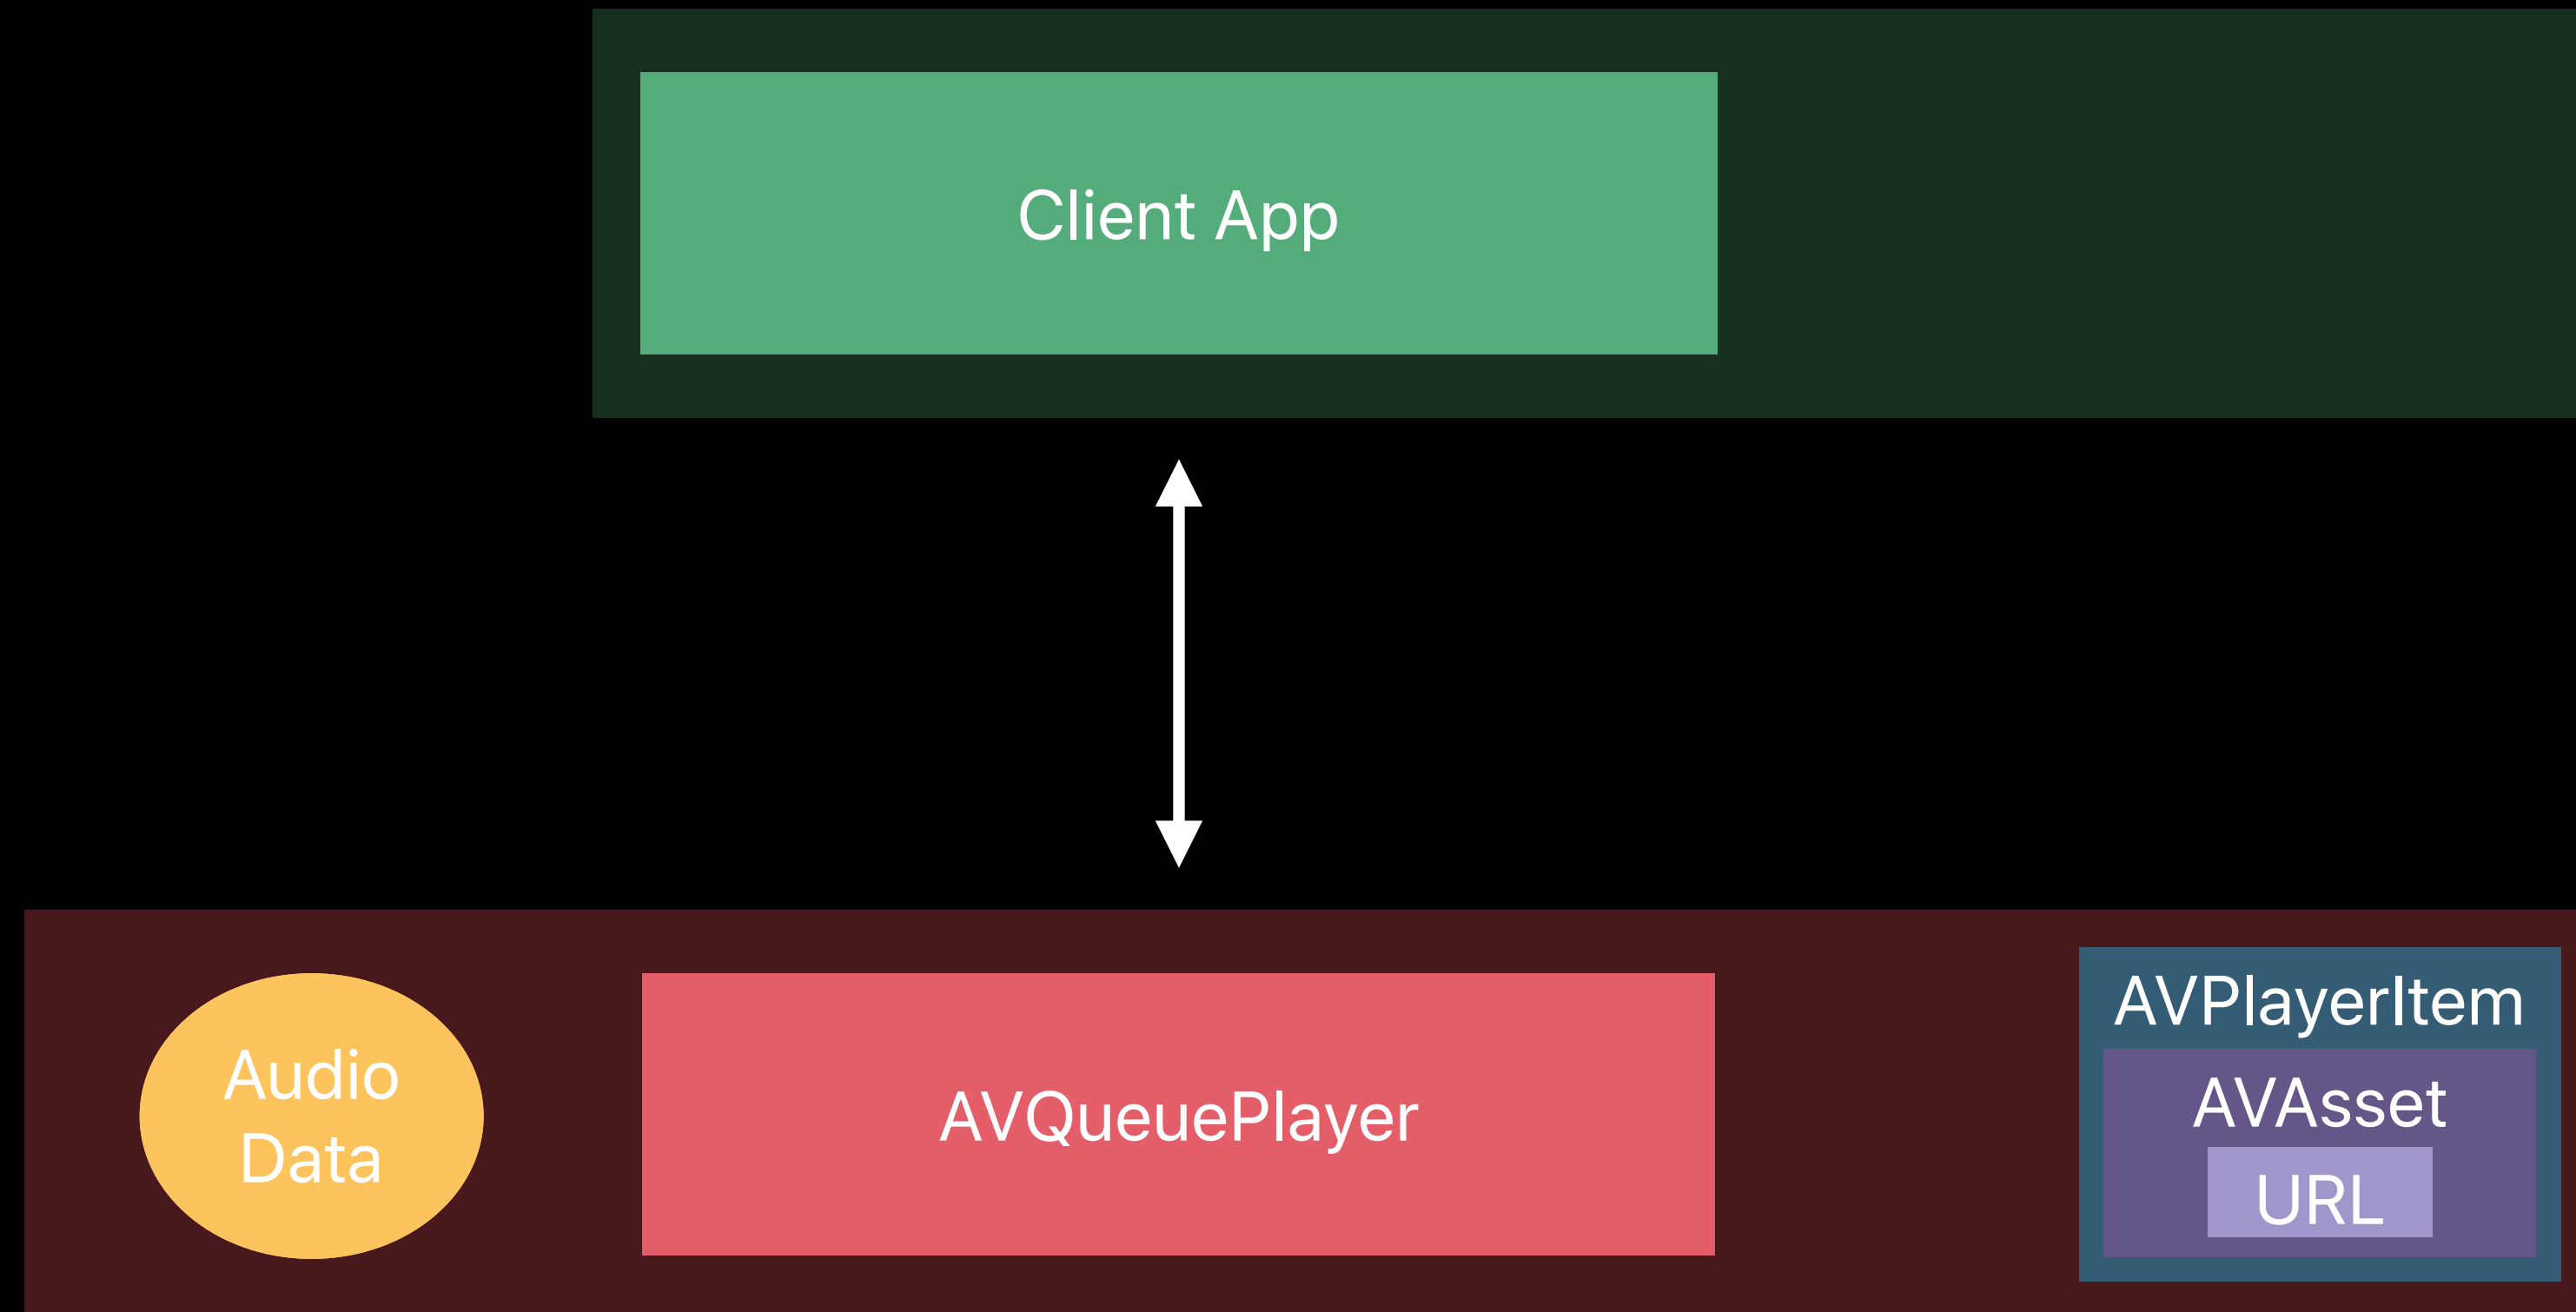 Client App
Audio
Data
AVQueuePlayer
AVPlayerItem
AVAsset
URL